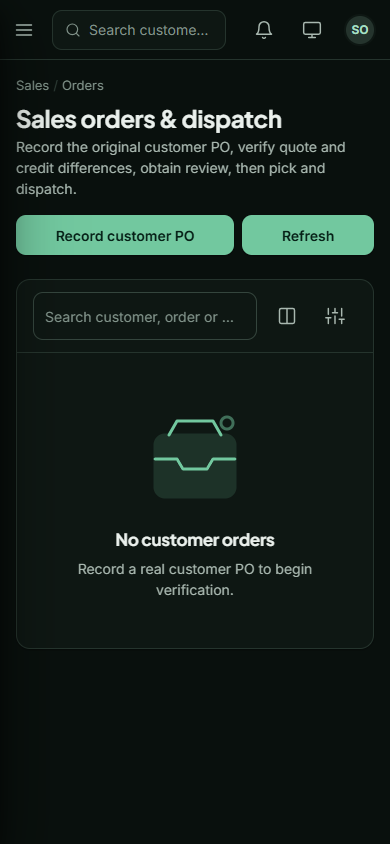 Search custome...
SO
Sales / Orders
Sales orders & dispatch
Record the original customer PO, verify quote and
credit differences, obtain review, then pick and
dispatch.
Record customer PO
Refresh
Search customer, order or ...
No customer orders
Record a real customer PO to begin
verification.